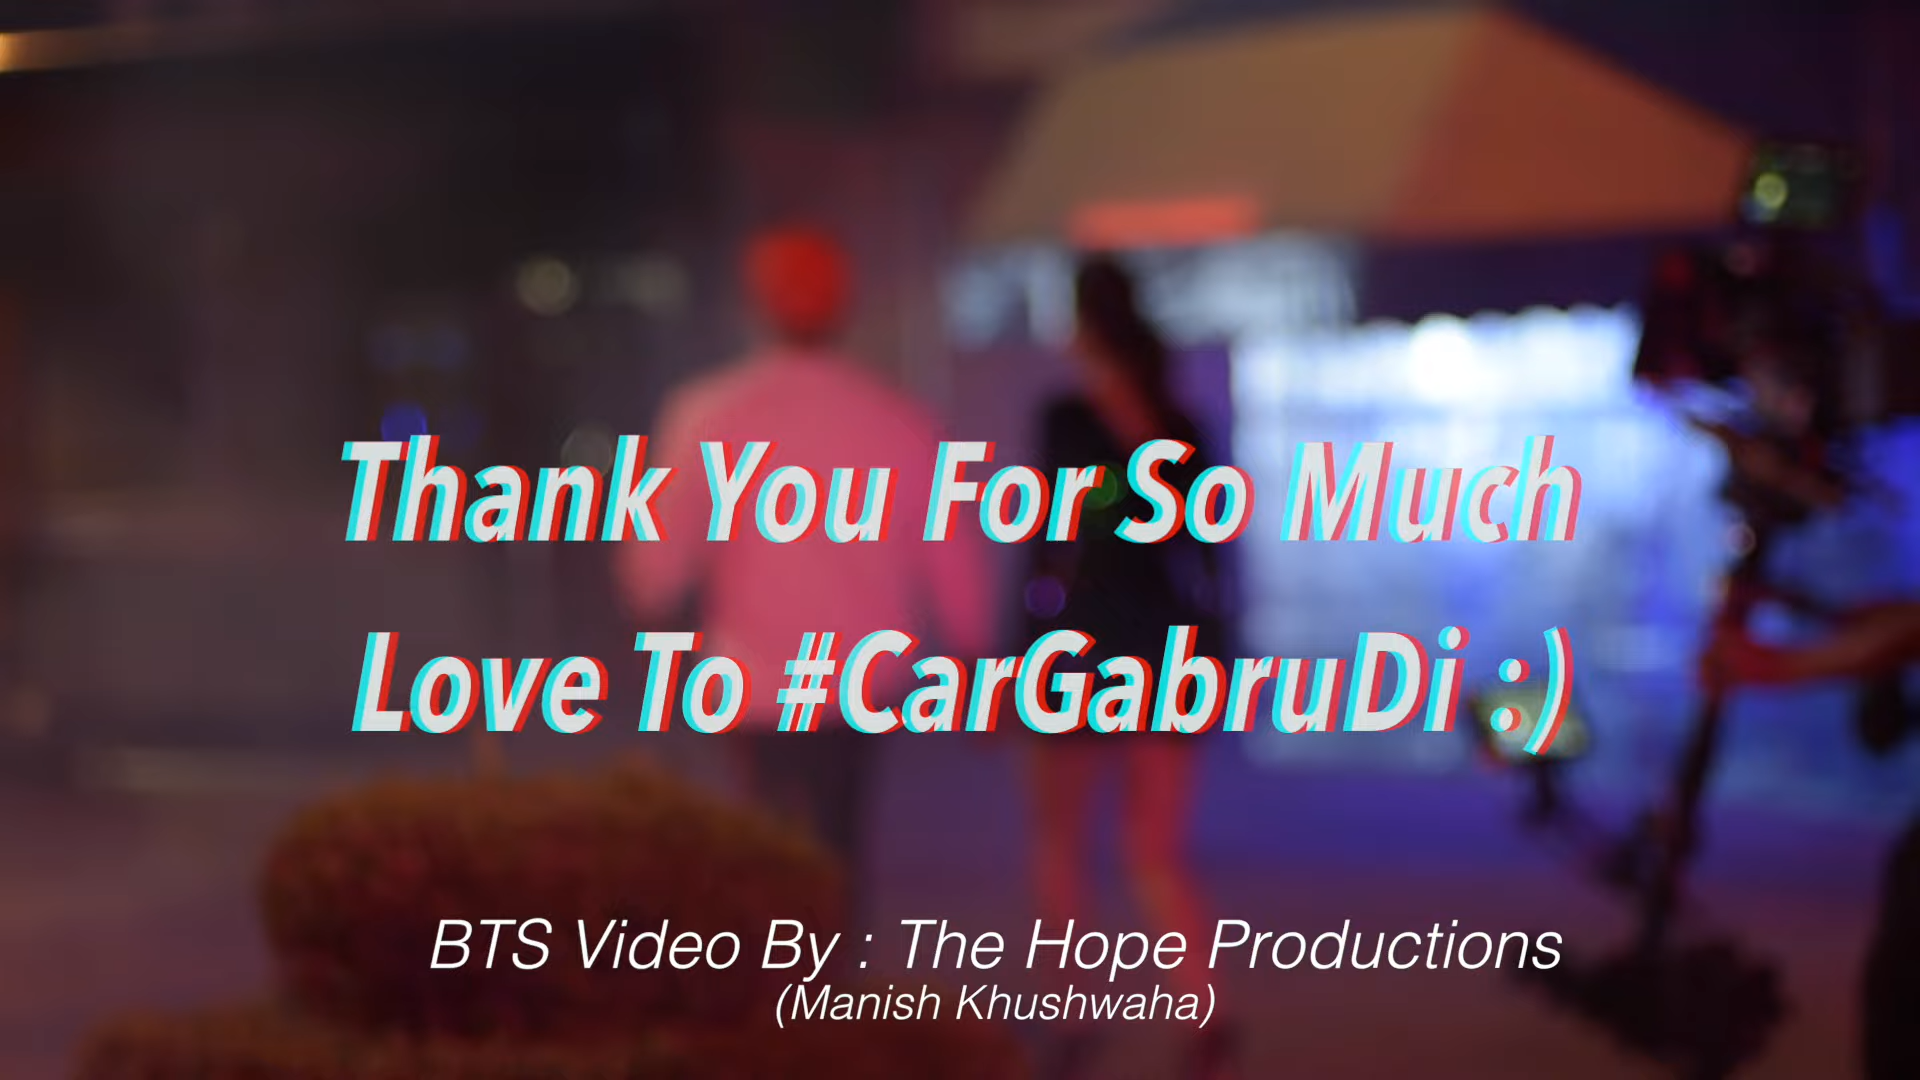 Thank You For So Much
Love To #CarGabruDi :)
BTS Video By : The Hope Productions
(Manish Khushwaha)